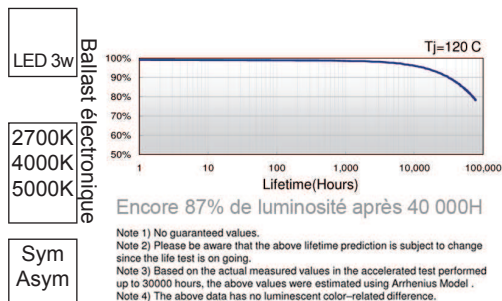 LED 3w
2700K
4000K
5000K
Sym
Asym
Ballast électronique
Tj=120 C
100%
90%
80%
70%
60%
50%
1 10 100 1,000 10,000 100,000
Lifetime(Hours)
Encore 87% de luminosité après 40 000H
Note 1) No guaranteed values.
Note 2) Please be aware that the above lifetime prediction is subject to change
since the life test is on going.
Note 3) Based on the actual measured values in the accelerated test performed
up to 30000 hours, the above values were estimated using Arrhenius Model .
Note 4) The above data has no luminescent color-related difference.